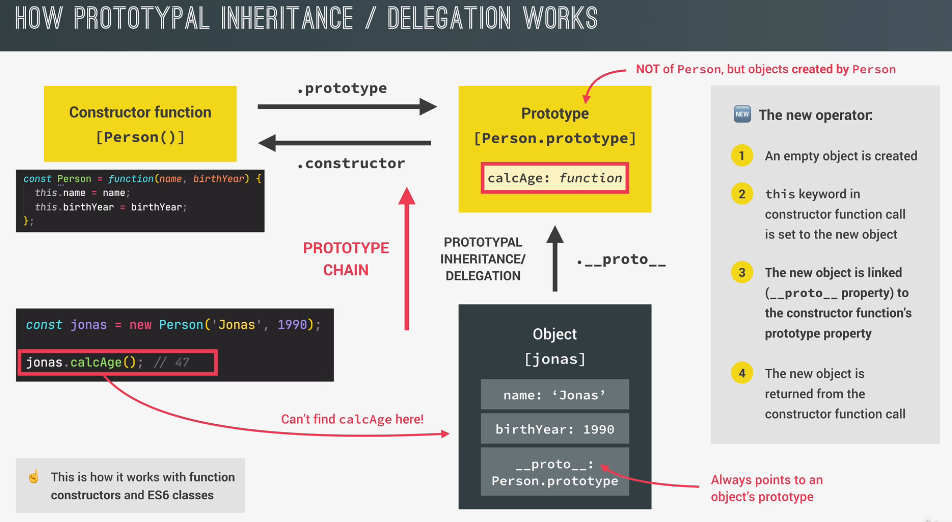 HOW PROTOTYPAL INHERITANCE / DELEGATION WORKS
NOT of Person, but objects created by Person
Constructor function
[Person()]
.prototype
.constructor
Prototype
[Person.prototype]
calcAge: function
const Person = function(name, birthYear) {
this.name = name;
this.birthYear = birthYear;
};
PROTOTYPE
CHAIN
PROTOTYPAL
INHERITANCE/
DELEGATION
.__proto__
const jonas = new Person('Jonas', 1990);
jonas.calcAge(); // 47
Can't find calcAge here!
Object
[jonas]
name: ‘Jonas’
birthYear: 1990
__proto__:
Person.prototype
Always points to an
object's prototype
☝ This is how it works with function
constructors and ES6 classes
NEW The new operator:
1 An empty object is created
2 this keyword in
constructor function call
is set to the new object
3 The new object is linked
(__proto__ property) to
the constructor function's
prototype property
4 The new object is
returned from the
constructor function call